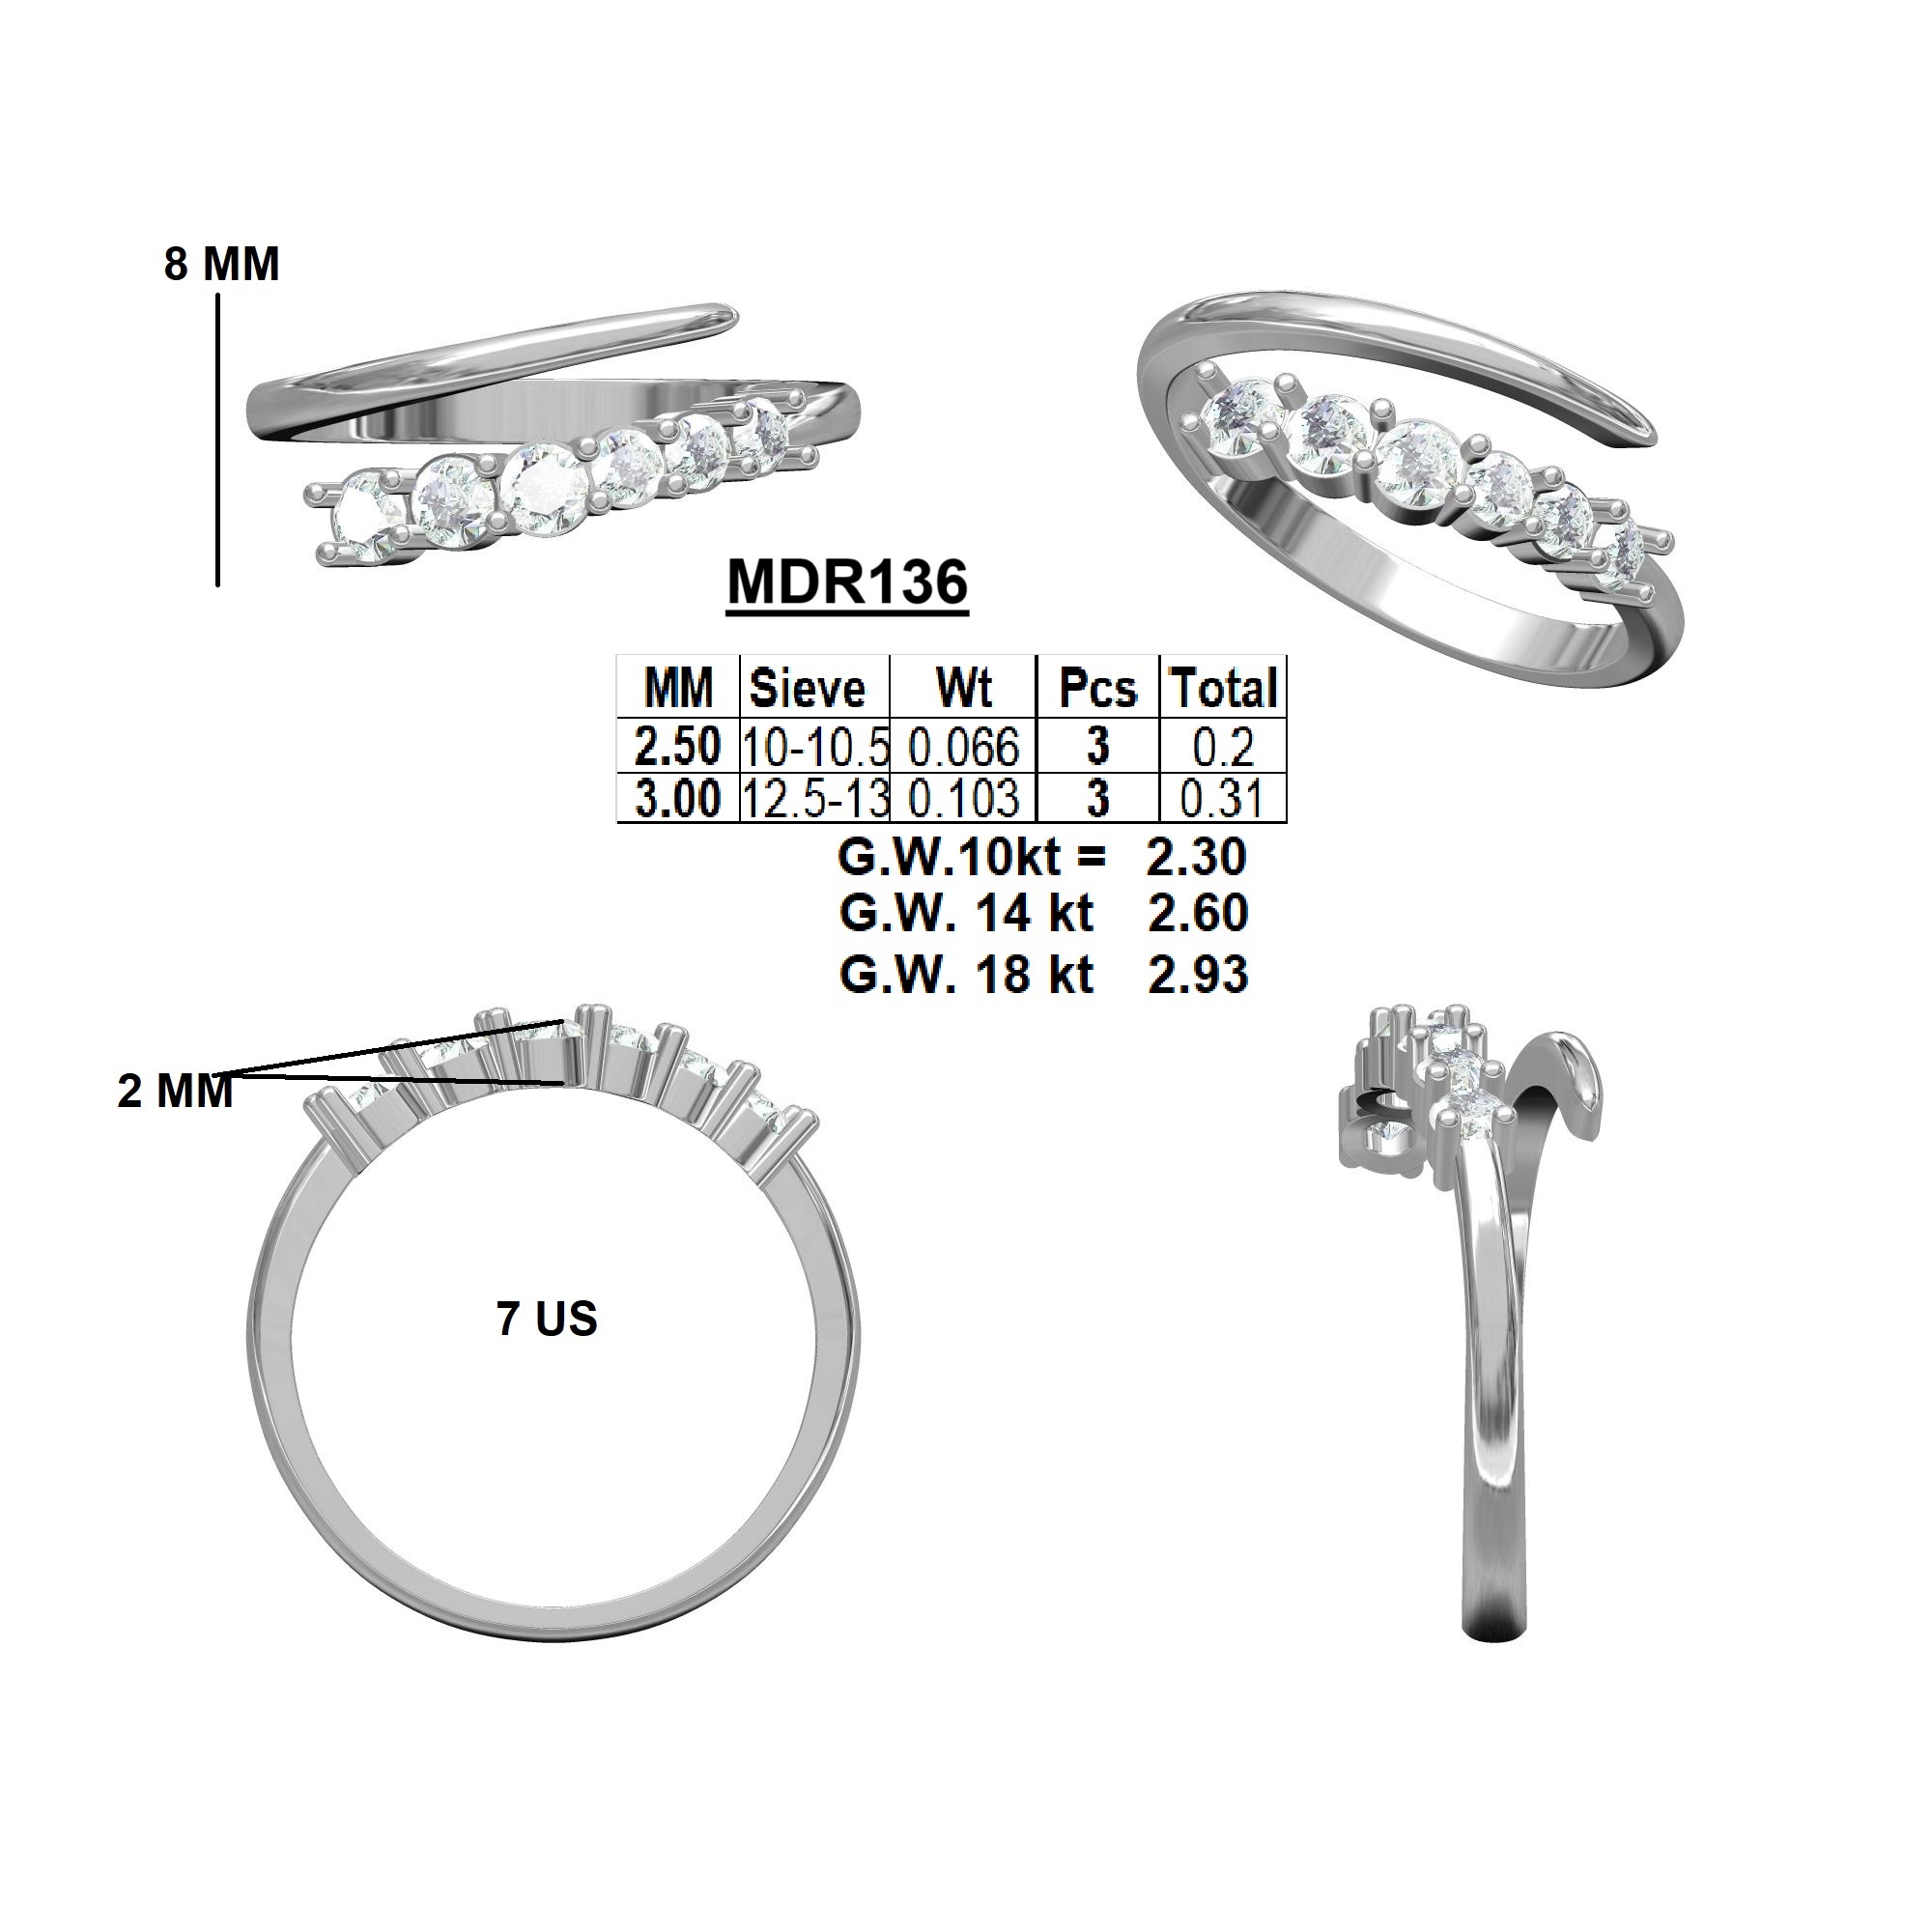 8 MM
MDR136
MM Sieve Wt Pcs Total
2.50 10-10.5 0.066 3 0.2
3.00 12.5-13 0.103 3 0.31
G.W.10kt = 2.30
G.W. 14 kt 2.60
G.W. 18 kt 2.93
2 MM
7 US